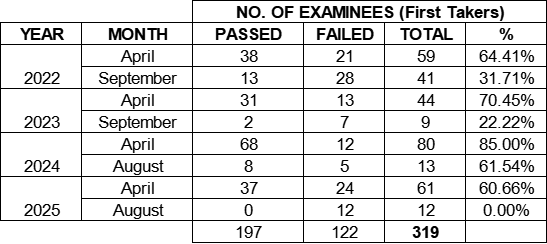 NO. OF EXAMINEES (First Takers)
YEAR MONTH PASSED FAILED TOTAL %
2022 April 38 21 59 64.41%
September 13 28 41 31.71%
2023 April 31 13 44 70.45%
September 2 7 9 22.22%
2024 April 68 12 80 85.00%
August 8 5 13 61.54%
2025 April 37 24 61 60.66%
August 0 12 12 0.00%
197 122 319